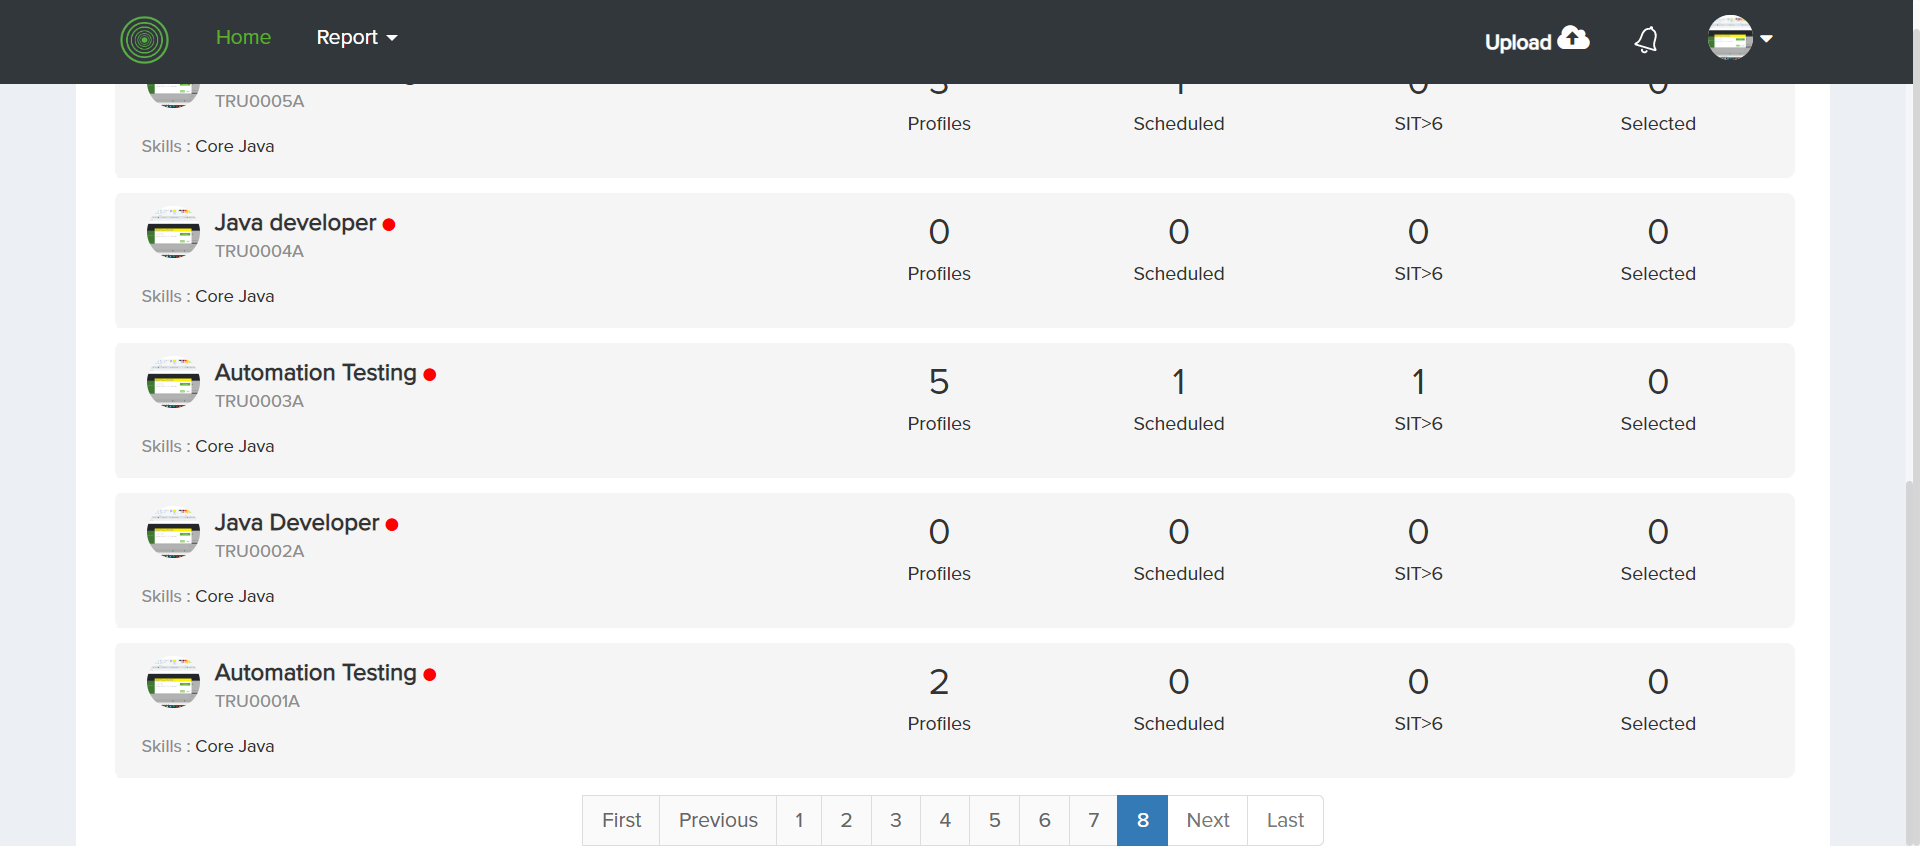 Home Report Upload
TRU0005A
Profiles Scheduled SIT>6 Selected
Skills : Core Java
Java developer
TRU0004A
0 0 0 0
Profiles Scheduled SIT>6 Selected
Skills : Core Java
Automation Testing
TRU0003A
5 1 1 0
Profiles Scheduled SIT>6 Selected
Skills : Core Java
Java Developer
TRU0002A
0 0 0 0
Profiles Scheduled SIT>6 Selected
Skills : Core Java
Automation Testing
TRU0001A
2 0 0 0
Profiles Scheduled SIT>6 Selected
Skills : Core Java
First Previous 1 2 3 4 5 6 7 8 Next Last